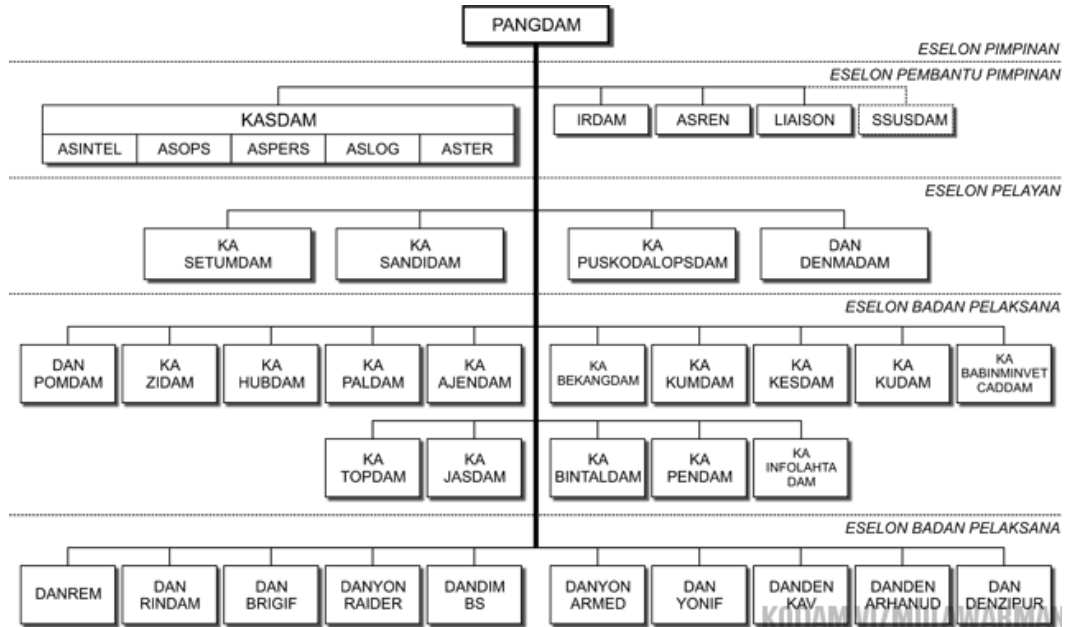 PANGDAM
ESELON PIMPINAN
ESELON PEMBANTU PIMPINAN
KASDAM
ASINTEL ASOPS ASPERS ASLOG ASTER
IRDAM ASREN LIAISON SSUSDAM
ESELON PELAYAN
KA
SETUMDAM
KA
SANDIDAM
KA
PUSKODALOPSDAM
DAN
DENMADAM
ESELON BADAN PELAKSANA
DAN
POMDAM
KA
ZIDAM
KA
HUBDAM
KA
PALDAM
KA
AJENDAM
KA
BEKANGDAM
KA
KUMDAM
KA
KESDAM
KA
KUDAM
KA
BABINMINVET
CADDAM
KA
TOPDAM
KA
JASDAM
KA
BINTALDAM
KA
PENDAM
KA
INFOLAHTA
DAM
ESELON BADAN PELAKSANA
DANREM
DAN
RINDAM
DAN
BRIGIF
DANYON
RAIDER
DANDIM
BS
DANYON
ARMED
DAN
YONIF
DANDEN
KAV
DANDEN
ARHANUD
DAN
DENZIPUR
KODAM VI/MULAWARMAN